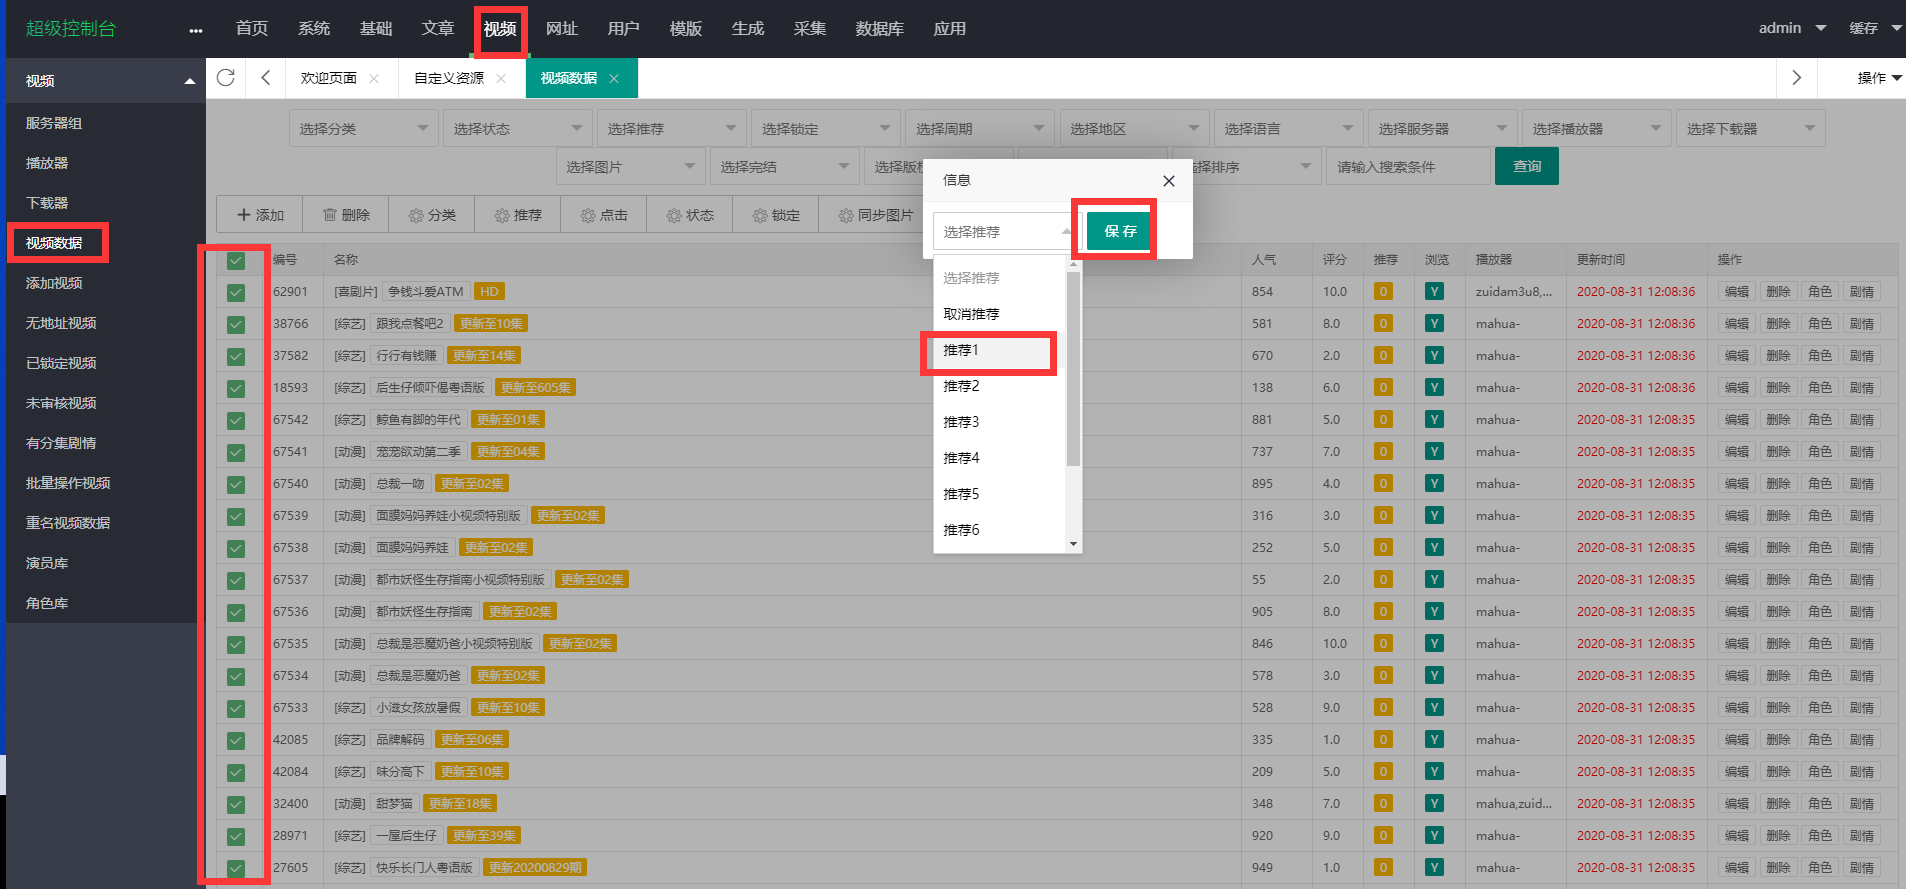 超级控制台 ... 首页 系统 基础 文章 视频 网址 用户 模版 生成 采集 数据库 应用 admin 缓存
视频
欢迎页面 自定义资源 视频数据 操作
服务器组
播放器
下载器
视频数据
添加视频
无地址视频
已锁定视频
未审核视频
有分集剧情
批量操作视频
重名视频数据
演员库
角色库
选择分类 选择状态 选择推荐 选择锁定 选择周期 选择地区 选择语言 选择服务器 选择播放器 选择下载器
选择图片 选择完结 选择版 择排序 请输入搜索条件 查询
添加 删除 分类 推荐 点击 状态 锁定 同步图片
信息
选择推荐 保存
选择推荐
取消推荐
推荐1
推荐2
推荐3
推荐4
推荐5
推荐6
编号 名称 人气 评分 推荐 浏览 播放器 更新时间 操作
62901 [喜剧片] 争钱斗爱ATM HD 854 10.0 0 Y zuidam3u8,... 2020-08-31 12:08:36 编辑 删除 角色 剧情
38766 [综艺] 跟我点餐吧2 更新至10集 581 8.0 0 Y mahua- 2020-08-31 12:08:36 编辑 删除 角色 剧情
37582 [综艺] 行行有钱赚 更新至14集 670 2.0 0 Y mahua- 2020-08-31 12:08:36 编辑 删除 角色 剧情
18593 [综艺] 后生仔倾吓偈粤语版 更新至605集 138 6.0 0 Y mahua- 2020-08-31 12:08:36 编辑 删除 角色 剧情
67542 [综艺] 鲸鱼有脚的年代 更新至01集 881 5.0 0 Y mahua- 2020-08-31 12:08:35 编辑 删除 角色 剧情
67541 [动漫] 宠宠欲动第二季 更新至04集 737 7.0 0 Y mahua- 2020-08-31 12:08:35 编辑 删除 角色 剧情
67540 [动漫] 总裁一吻 更新至02集 895 4.0 0 Y mahua- 2020-08-31 12:08:35 编辑 删除 角色 剧情
67539 [动漫] 面膜妈妈养娃小视频特别版 更新至02集 316 3.0 0 Y mahua- 2020-08-31 12:08:35 编辑 删除 角色 剧情
67538 [动漫] 面膜妈妈养娃 更新至02集 252 5.0 0 Y mahua- 2020-08-31 12:08:35 编辑 删除 角色 剧情
67537 [动漫] 都市妖怪生存指南小视频特别版 更新至02集 55 2.0 0 Y mahua- 2020-08-31 12:08:35 编辑 删除 角色 剧情
67536 [动漫] 都市妖怪生存指南 更新至02集 905 8.0 0 Y mahua- 2020-08-31 12:08:35 编辑 删除 角色 剧情
67535 [动漫] 总裁是恶魔奶爸小视频特别版 更新至02集 846 10.0 0 Y mahua- 2020-08-31 12:08:35 编辑 删除 角色 剧情
67534 [动漫] 总裁是恶魔奶爸 更新至02集 578 3.0 0 Y mahua- 2020-08-31 12:08:35 编辑 删除 角色 剧情
67533 [综艺] 小滋女孩放暑假 更新至10集 528 9.0 0 Y mahua- 2020-08-31 12:08:35 编辑 删除 角色 剧情
42085 [综艺] 品牌解码 更新至06集 335 1.0 0 Y mahua- 2020-08-31 12:08:35 编辑 删除 角色 剧情
42084 [综艺] 味分高下 更新至10集 209 5.0 0 Y mahua- 2020-08-31 12:08:35 编辑 删除 角色 剧情
32400 [动漫] 甜梦猫 更新至18集 348 7.0 0 Y mahua,zuid... 2020-08-31 12:08:35 编辑 删除 角色 剧情
28971 [综艺] 一屋后生仔 更新至39集 920 9.0 0 Y mahua- 2020-08-31 12:08:35 编辑 删除 角色 剧情
27605 [综艺] 快乐长门人粤语版 更新20200829期 949 1.0 0 Y mahua- 2020-08-31 12:08:35 编辑 删除 角色 剧情